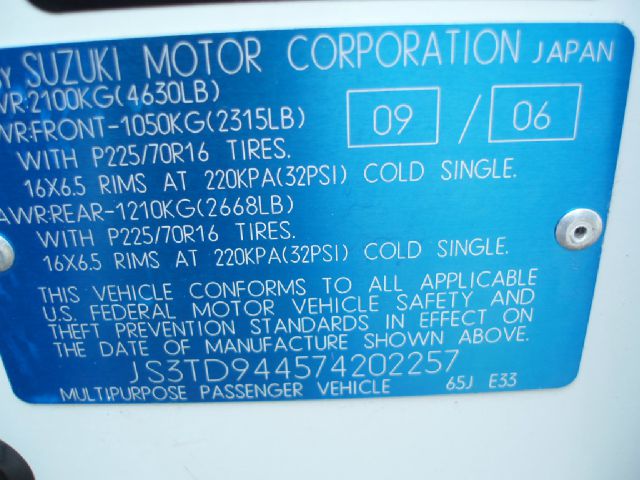 BY SUZUKI MOTOR CORPORATION JAPAN
WR:2100KG(4630LB)
WR:FRONT-1050KG(2315LB) 09 / 06
WITH P225/70R16 TIRES.
16X6.5 RIMS AT 220KPA(32PSI) COLD SINGLE.
AWR:REAR-1210KG(2668LB)
WITH P225/70R16 TIRES.
16X6.5 RIMS AT 220KPA(32PSI) COLD SINGLE.
THIS VEHICLE CONFORMS TO ALL APPLICABLE
U.S. FEDERAL MOTOR VEHICLE SAFETY AND
THEFT PREVENTION STANDARDS IN EFFECT ON
THE DATE OF MANUFACTURE SHOWN ABOVE.
JS3TD944574202257
MULTIPURPOSE PASSENGER VEHICLE 65J E33